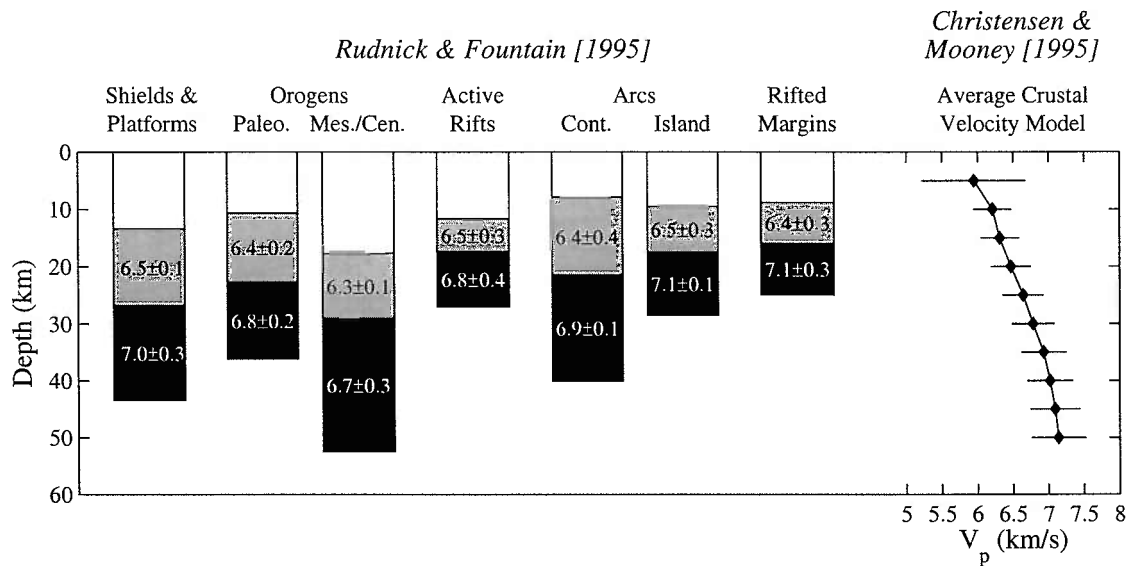 Rudnick & Fountain [1995]
Christensen &
Mooney [1995]
Shields &
Platforms
Orogens
Paleo. Mes./Cen.
Active
Rifts
Arcs
Cont. Island
Rifted
Margins
Average Crustal
Velocity Model
Depth (km)
0
10
20
30
40
50
60
6.5±0.1
7.0±0.3
6.4±0.2
6.8±0.2
6.3±0.1
6.7±0.3
6.5±0.3
6.8±0.4
6.4±0.4
6.9±0.1
6.5±0.3
7.1±0.1
6.4±0.3
7.1±0.3
5 5.5 6 6.5 7 7.5 8
Vp (km/s)